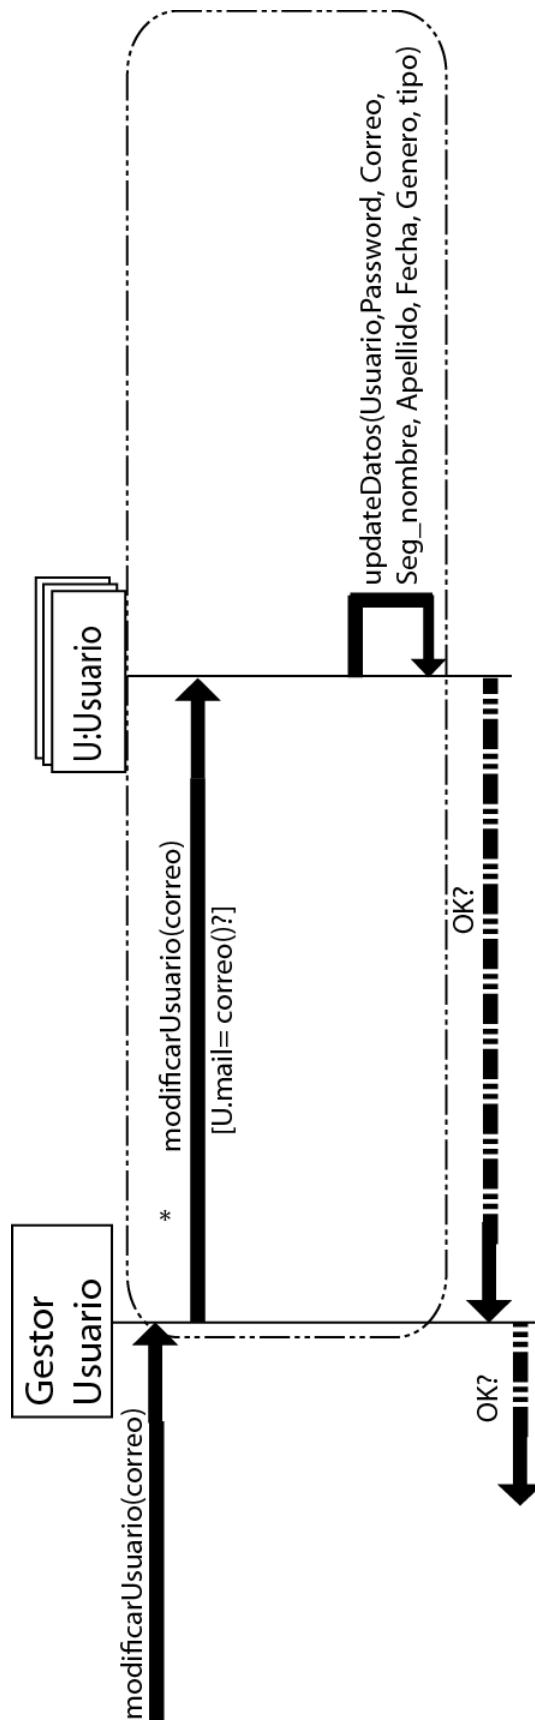 Gestor
Usuario
U:Usuario
modificarUsuario(correo)
* modificarUsuario(correo)
[U.mail= correo()?]
updateDatos(Usuario,Password, Correo,
Seg_nombre, Apellido, Fecha, Genero, tipo)
OK?
OK?